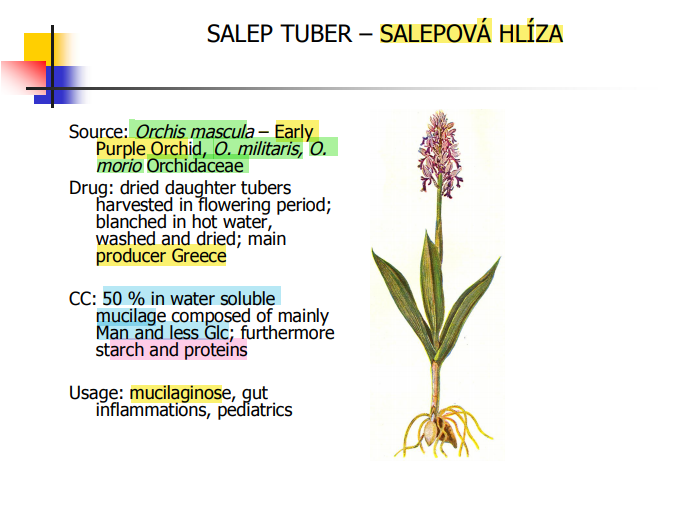 SALEP TUBER – SALEPOVÁ HLÍZA
Source: Orchis mascula – Early
Purple Orchid, O. militaris, O.
morio Orchidaceae
Drug: dried daughter tubers
harvested in flowering period;
blanched in hot water,
washed and dried; main
producer Greece
CC: 50 % in water soluble
mucilage composed of mainly
Man and less Glc; furthermore
starch and proteins
Usage: mucilaginose, gut
inflammations, pediatrics